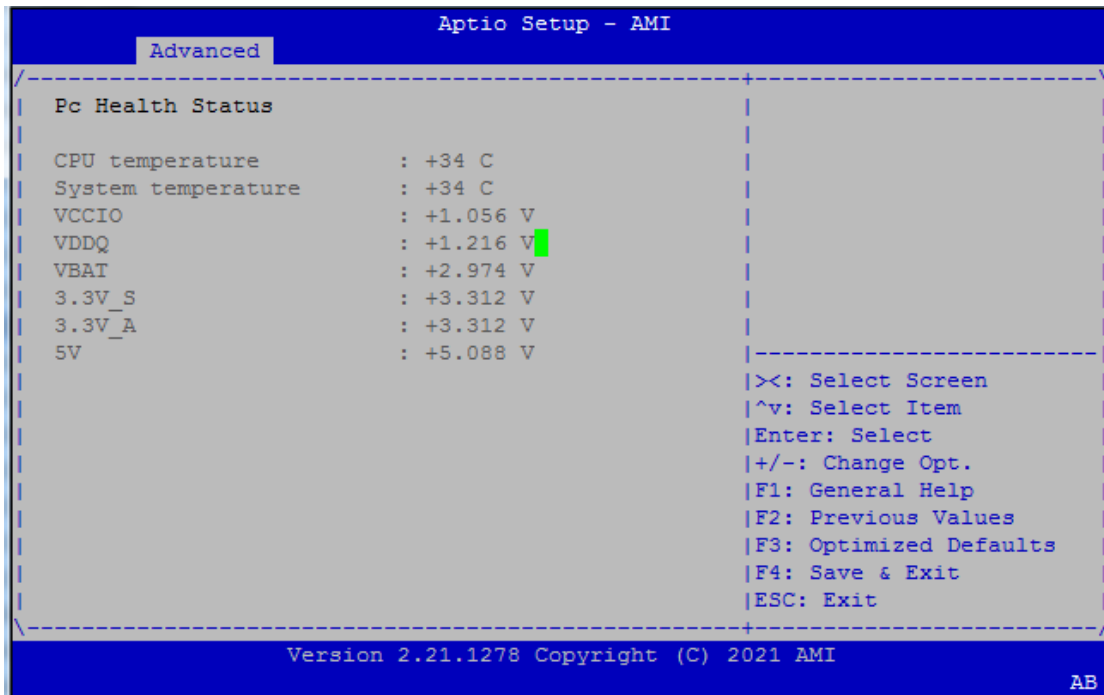 Aptio Setup - AMI
Advanced
Pc Health Status
CPU temperature : +34 C
System temperature : +34 C
VCCIO : +1.056 V
VDDQ : +1.216 V
VBAT : +2.974 V
3.3V_S : +3.312 V
3.3V_A : +3.312 V
5V : +5.088 V
><: Select Screen
^v: Select Item
Enter: Select
+/-: Change Opt.
F1: General Help
F2: Previous Values
F3: Optimized Defaults
F4: Save & Exit
ESC: Exit
Version 2.21.1278 Copyright (C) 2021 AMI
AB